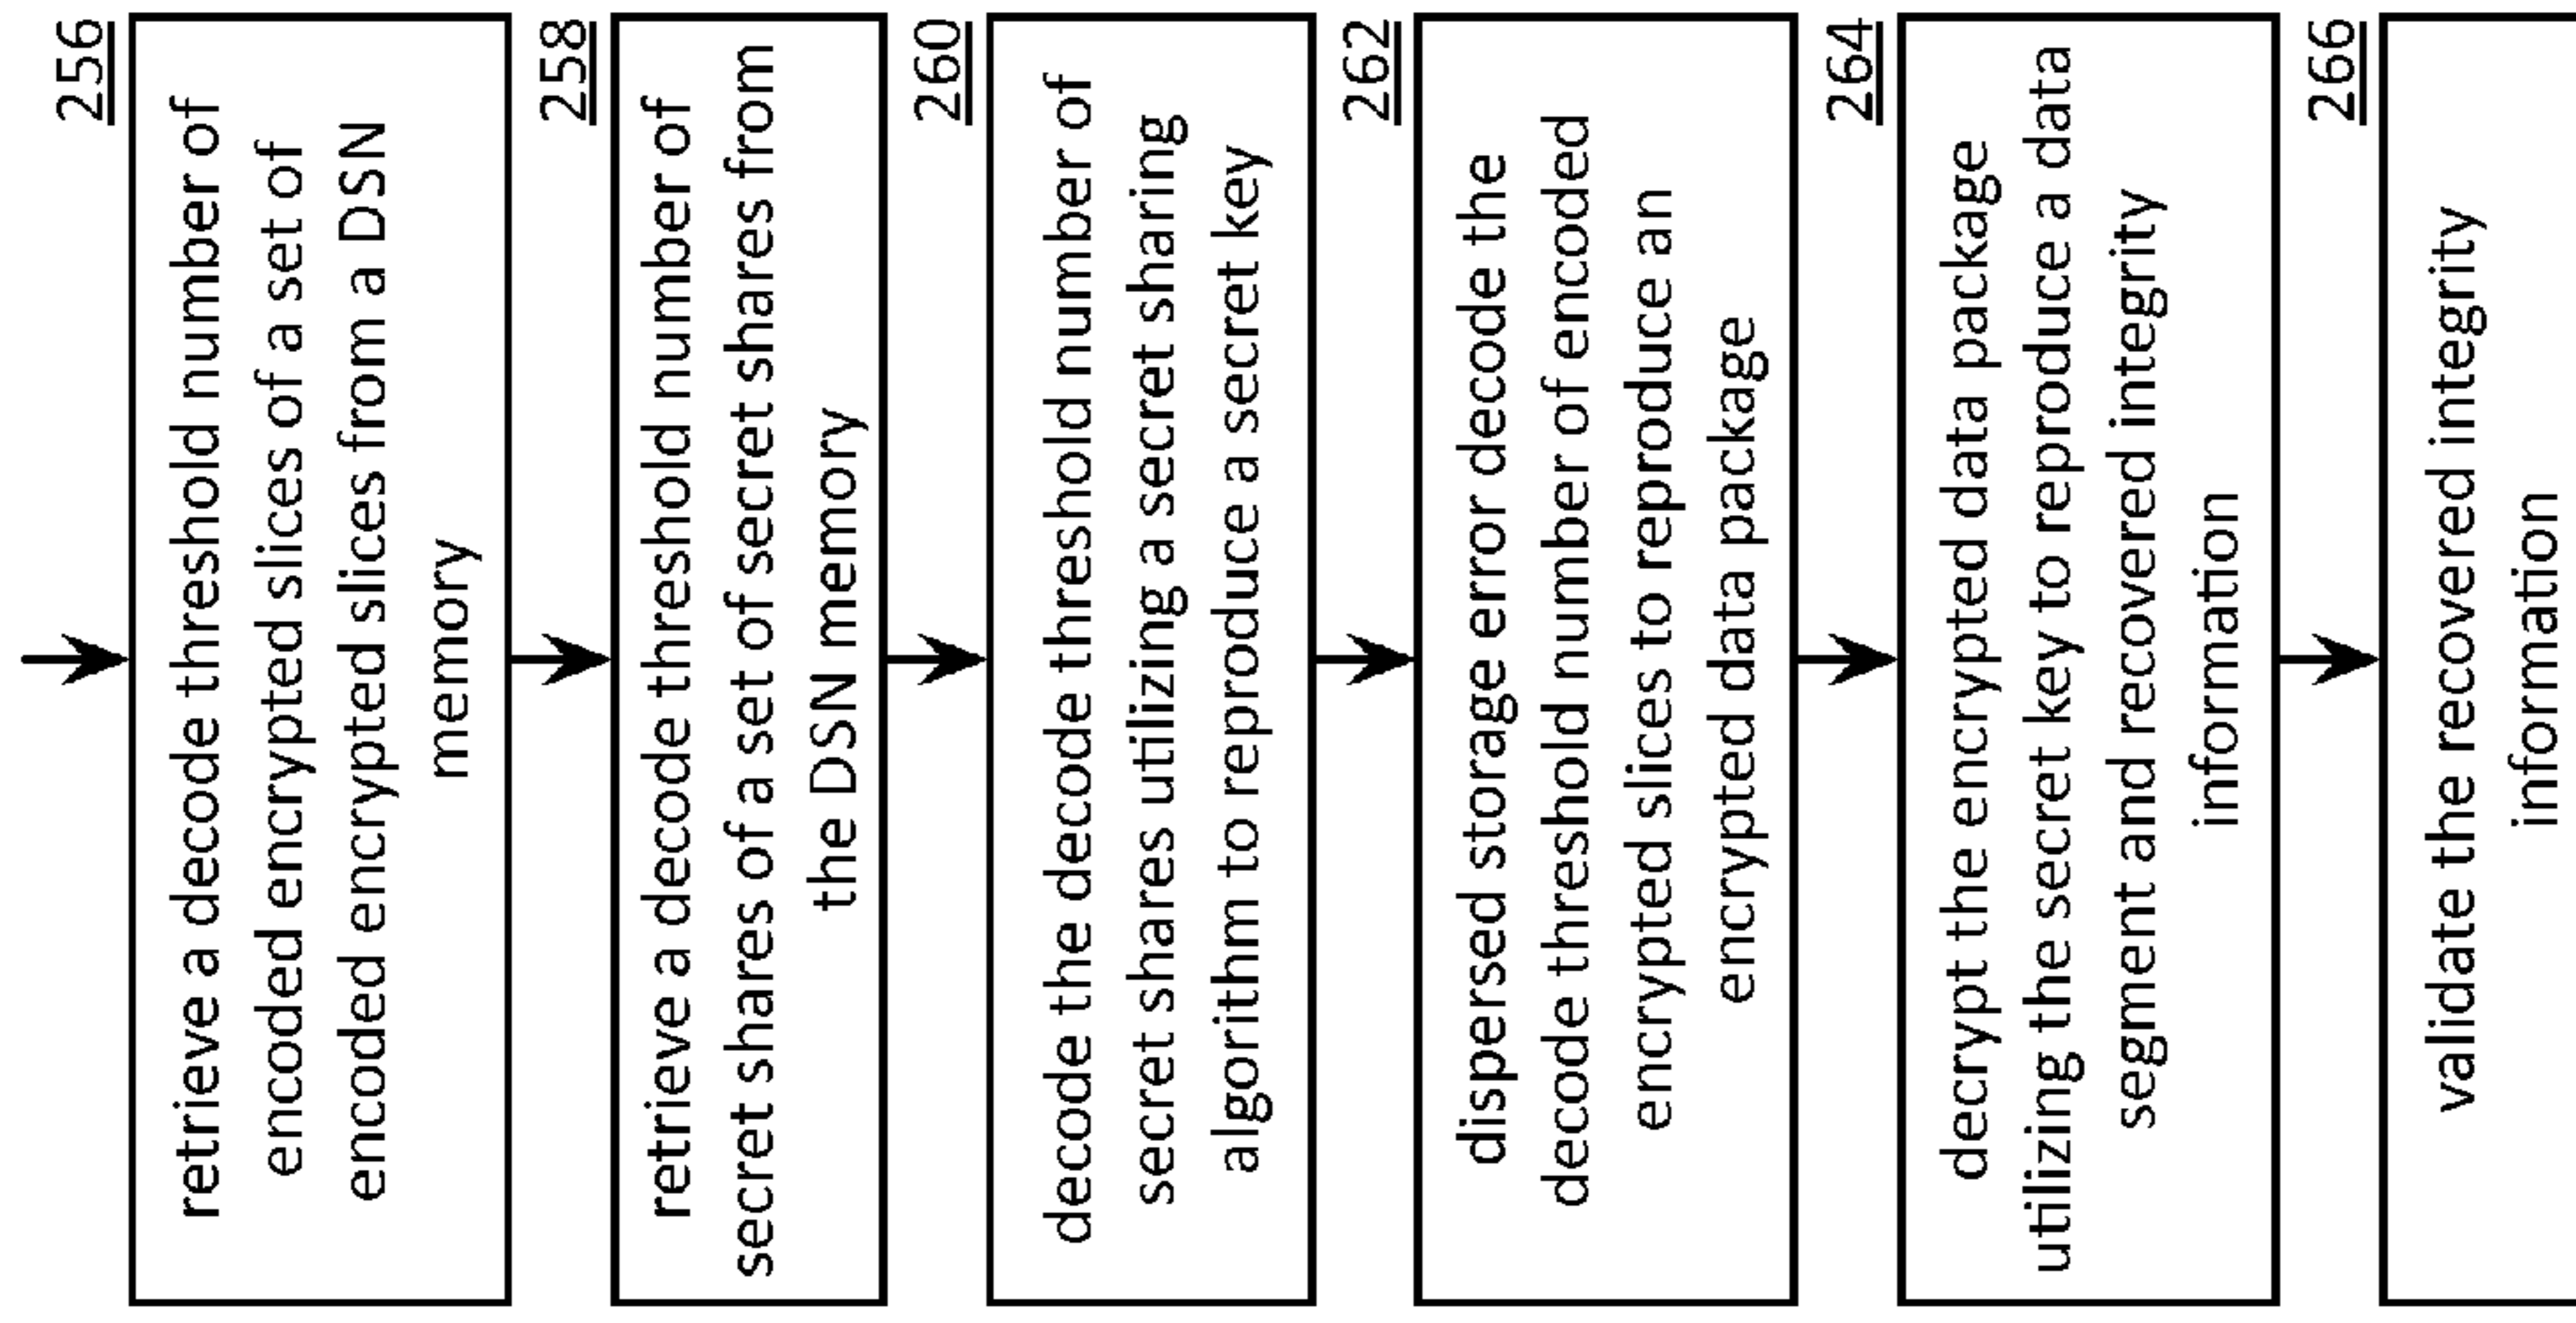 256
retrieve a decode threshold number of
encoded encrypted slices of a set of
encoded encrypted slices from a DSN
memory
258
retrieve a decode threshold number of
secret shares of a set of secret shares from
the DSN memory
260
decode the decode threshold number of
secret shares utilizing a secret sharing
algorithm to reproduce a secret key
262
dispersed storage error decode the
decode threshold number of encoded
encrypted slices to reproduce an
encrypted data package
264
decrypt the encrypted data package
utilizing the secret key to reproduce a data
segment and recovered integrity
information
266
validate the recovered integrity
information